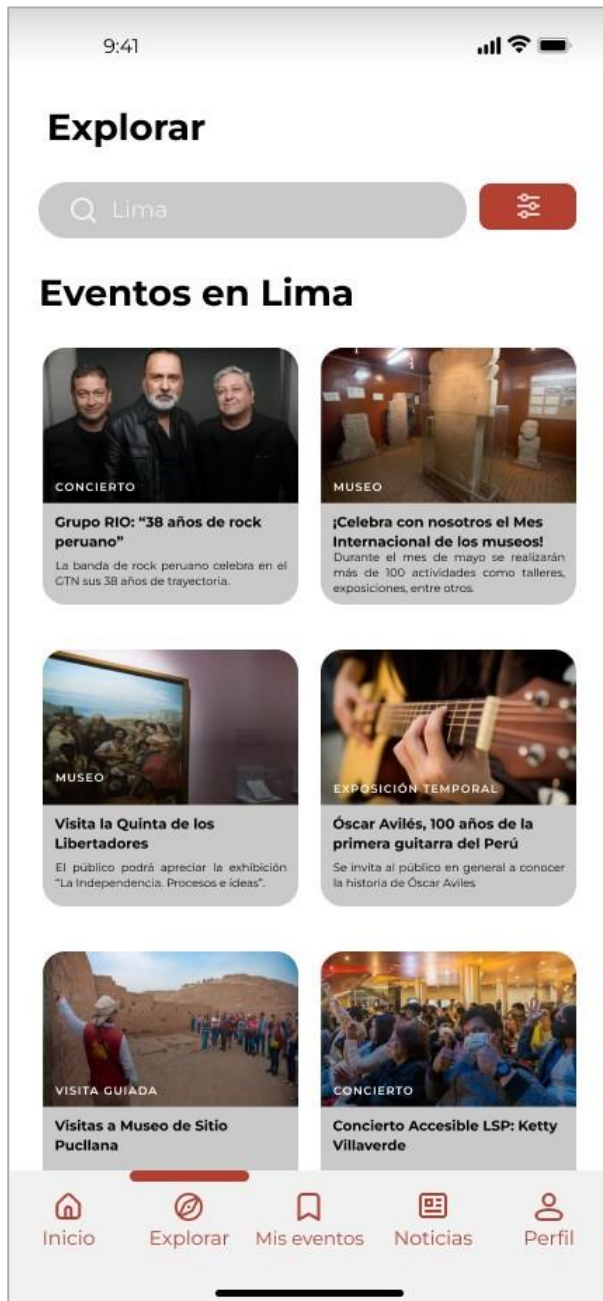 9:41
Explorar
Lima
Eventos en Lima
CONCIERTO
Grupo RIO: “38 años de rock
peruano”
La banda de rock peruano celebra en el
GTN sus 38 años de trayectoria.
MUSEO
¡Celebra con nosotros el Mes
Internacional de los museos!
Durante el mes de mayo se realizarán
más de 100 actividades como talleres,
exposiciones, entre otros.
MUSEO
Visita la Quinta de los
Libertadores
El público podrá apreciar la exhibición
“La Independencia. Procesos e ideas”.
EXPOSICIÓN TEMPORAL
Óscar Avilés, 100 años de la
primera guitarra del Perú
Se invita al público en general a conocer
la historia de Óscar Aviles
VISITA GUIADA
Visitas a Museo de Sitio
Pucllana
CONCIERTO
Concierto Accesible LSP: Ketty
Villaverde
Inicio
Explorar
Mis eventos
Noticias
Perfil